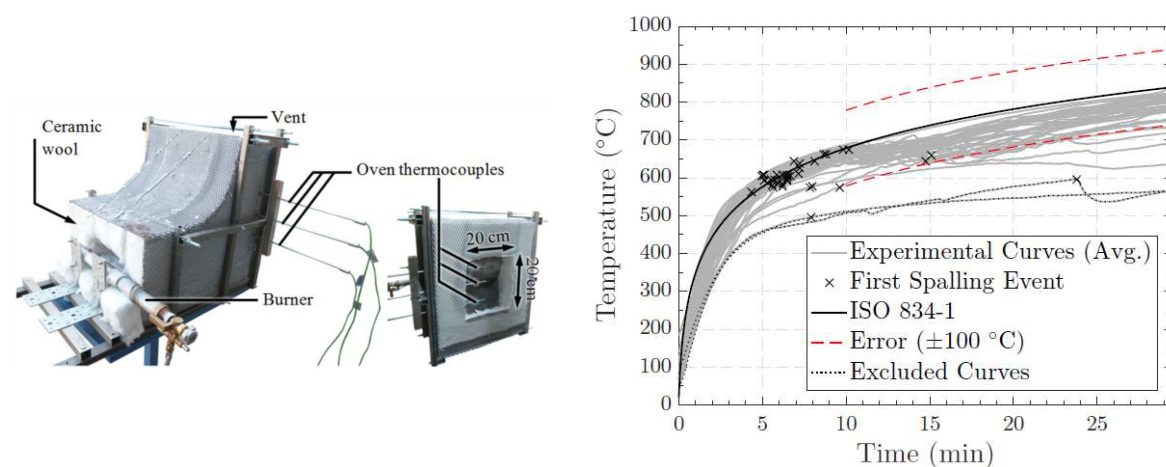 Vent
Ceramic
wool
Oven thermocouples
20 cm
20 cm
Burner
1000
900
800
700
600
500
400
300
200
100
0
Temperature (°C)
0
5
10
15
20
25
Time (min)
Experimental Curves (Avg.)
First Spalling Event
ISO 834-1
Error (±100 °C)
Excluded Curves